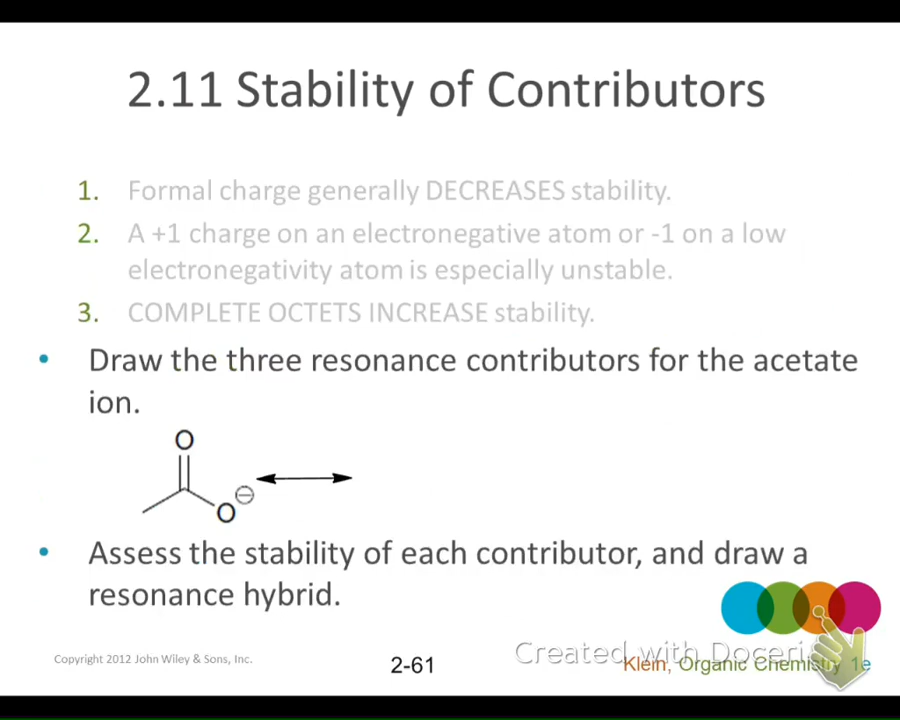 2.11 Stability of Contributors
1. Formal charge generally DECREASES stability.
2. A +1 charge on an electronegative atom or -1 on a low
electronegativity atom is especially unstable.
3. COMPLETE OCTETS INCREASE stability.
• Draw the three resonance contributors for the acetate
ion.
O
O ⊖
• Assess the stability of each contributor, and draw a
resonance hybrid.
Copyright 2012 John Wiley & Sons, Inc.
2-61
Created with Doceri
Klein, Organic Chemistry 1e